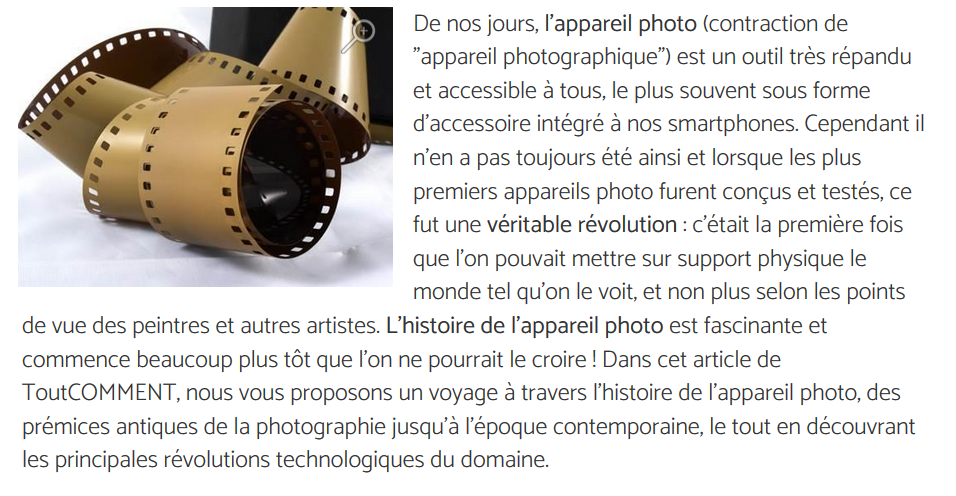 De nos jours, l'appareil photo (contraction de
"appareil photographique") est un outil très répandu
et accessible à tous, le plus souvent sous forme
d'accessoire intégré à nos smartphones. Cependant il
n'en a pas toujours été ainsi et lorsque les plus
premiers appareils photo furent conçus et testés, ce
fut une véritable révolution : c'était la première fois
que l'on pouvait mettre sur support physique le
monde tel qu'on le voit, et non plus selon les points
de vue des peintres et autres artistes. L'histoire de l'appareil photo est fascinante et
commence beaucoup plus tôt que l'on ne pourrait le croire ! Dans cet article de
ToutCOMMENT, nous vous proposons un voyage à travers l'histoire de l'appareil photo, des
prémices antiques de la photographie jusqu'à l'époque contemporaine, le tout en découvrant
les principales révolutions technologiques du domaine.